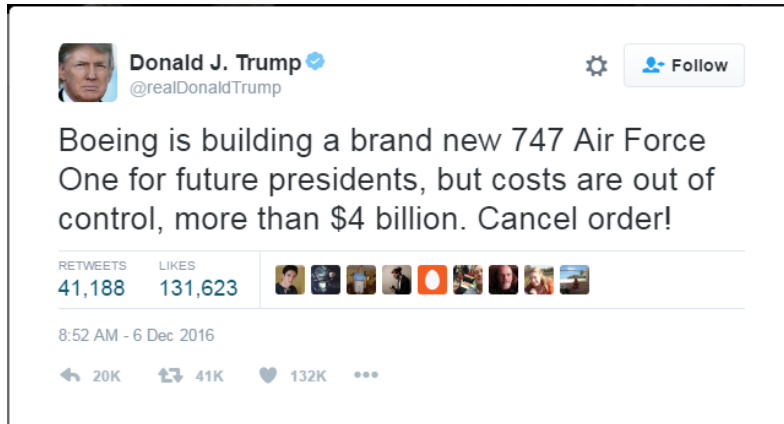 Donald J. Trump
@realDonaldTrump
Follow
Boeing is building a brand new 747 Air Force
One for future presidents, but costs are out of
control, more than $4 billion. Cancel order!
RETWEETS LIKES
41,188 131,623
8:52 AM - 6 Dec 2016
20K 41K 132K